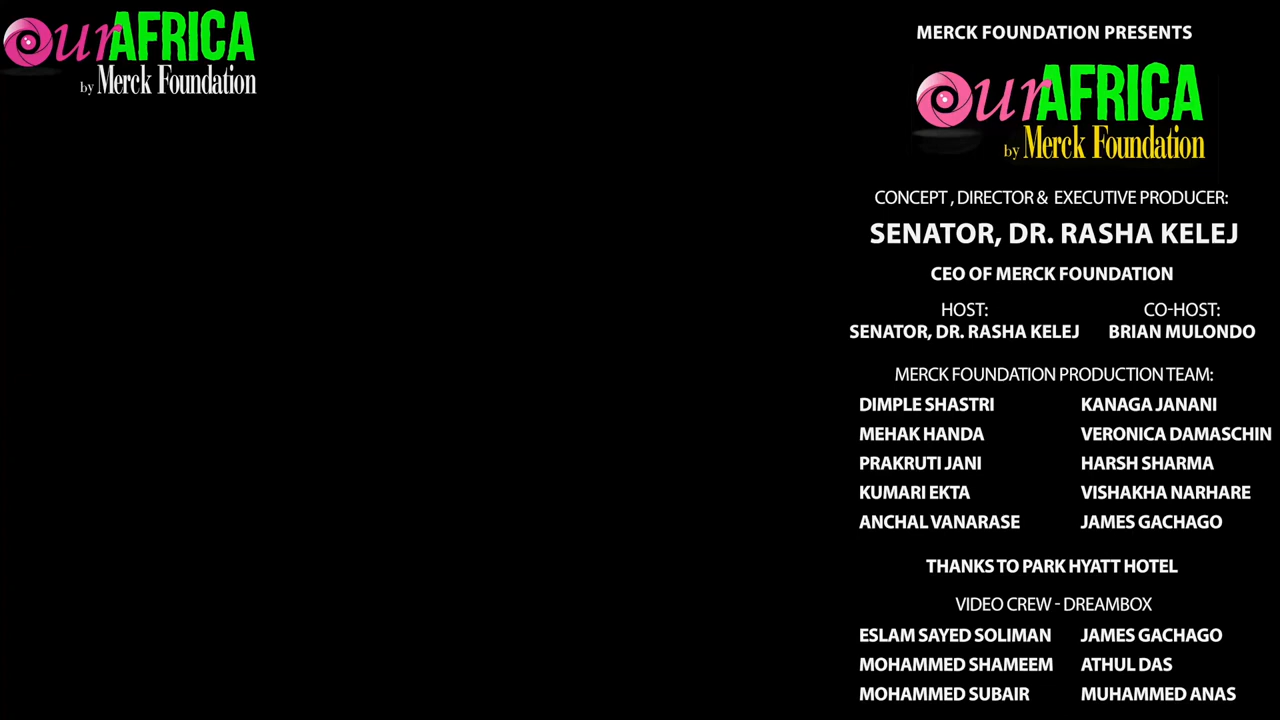 OurAFRICA
by Merck Foundation
MERCK FOUNDATION PRESENTS
OurAFRICA
by Merck Foundation
CONCEPT , DIRECTOR & EXECUTIVE PRODUCER:
SENATOR, DR. RASHA KELEJ
CEO OF MERCK FOUNDATION
HOST: CO-HOST:
SENATOR, DR. RASHA KELEJ BRIAN MULONDO
MERCK FOUNDATION PRODUCTION TEAM:
DIMPLE SHASTRI KANAGA JANANI
MEHAK HANDA VERONICA DAMASCHIN
PRAKRUTI JANI HARSH SHARMA
KUMARI EKTA VISHAKHA NARHARE
ANCHAL VANARASE JAMES GACHAGO
THANKS TO PARK HYATT HOTEL
VIDEO CREW - DREAMBOX
ESLAM SAYED SOLIMAN JAMES GACHAGO
MOHAMMED SHAMEEM ATHUL DAS
MOHAMMED SUBAIR MUHAMMED ANAS